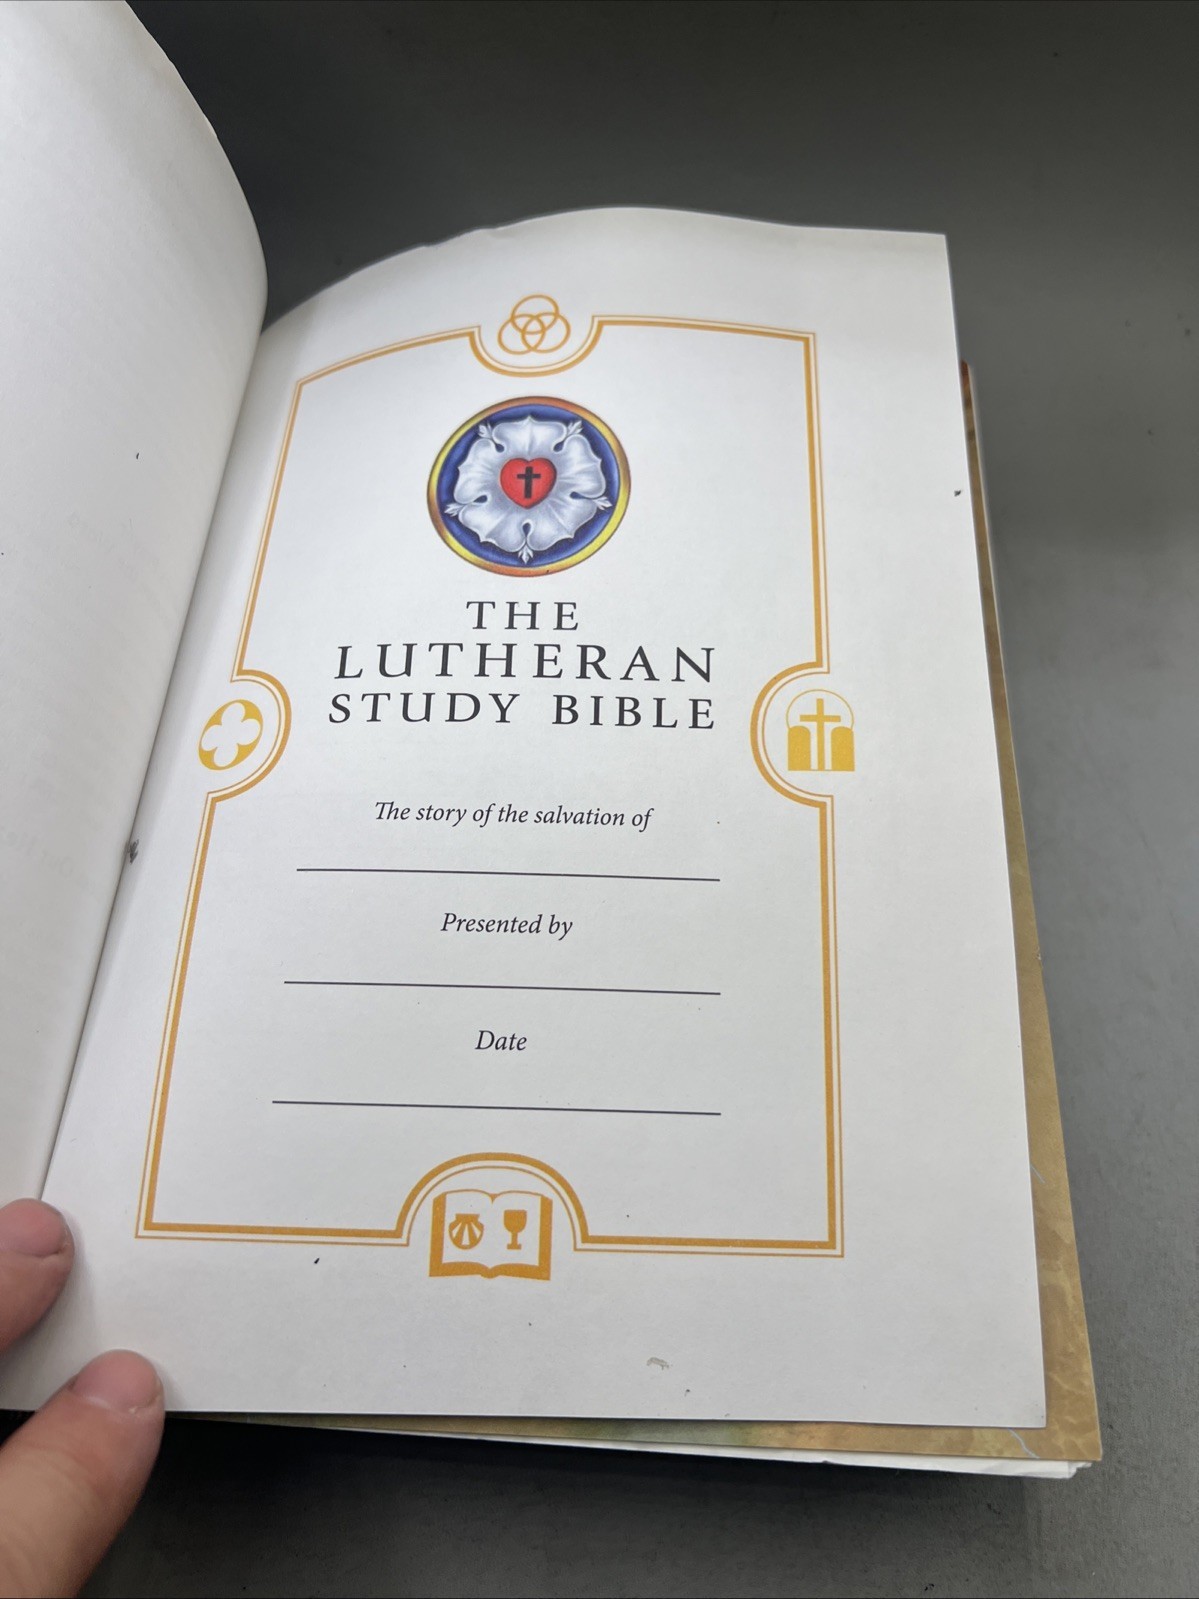 THE
LUTHERAN
STUDY BIBLE
The story of the salvation of
Presented by
Date